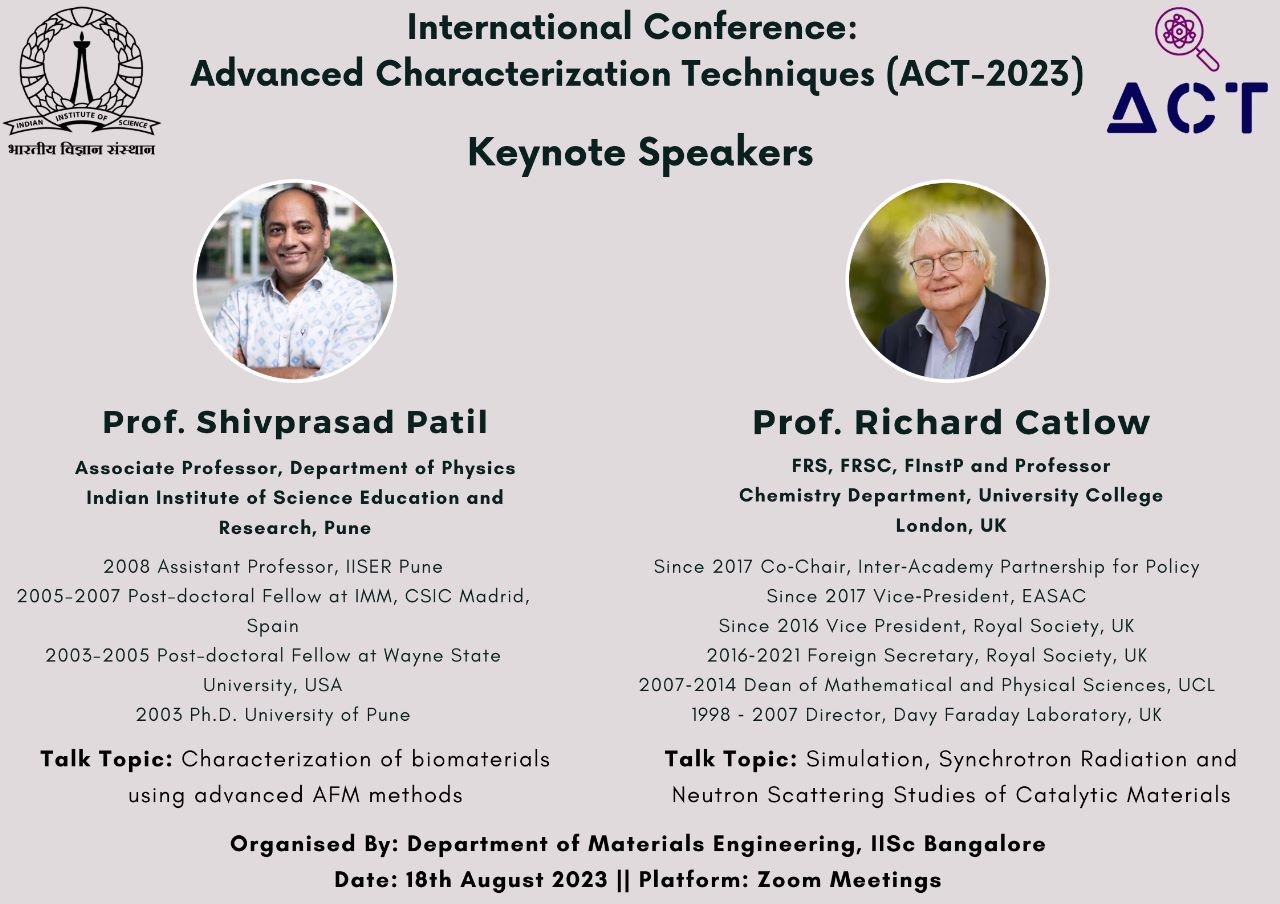 International Conference:
Advanced Characterization Techniques (ACT-2023)
INDIAN INSTITUTE OF SCIENCE
भारतीय विज्ञान संस्थान
ACT
Keynote Speakers
Prof. Shivprasad Patil
Associate Professor, Department of Physics
Indian Institute of Science Education and
Research, Pune
2008 Assistant Professor, IISER Pune
2005-2007 Post-doctoral Fellow at IMM, CSIC Madrid,
Spain
2003-2005 Post-doctoral Fellow at Wayne State
University, USA
2003 Ph.D. University of Pune
Talk Topic: Characterization of biomaterials
using advanced AFM methods
Prof. Richard Catlow
FRS, FRSC, FInstP and Professor
Chemistry Department, University College
London, UK
Since 2017 Co-Chair, Inter-Academy Partnership for Policy
Since 2017 Vice-President, EASAC
Since 2016 Vice President, Royal Society, UK
2016-2021 Foreign Secretary, Royal Society, UK
2007-2014 Dean of Mathematical and Physical Sciences, UCL
1998 - 2007 Director, Davy Faraday Laboratory, UK
Talk Topic: Simulation, Synchrotron Radiation and
Neutron Scattering Studies of Catalytic Materials
Organised By: Department of Materials Engineering, IISc Bangalore
Date: 18th August 2023 || Platform: Zoom Meetings